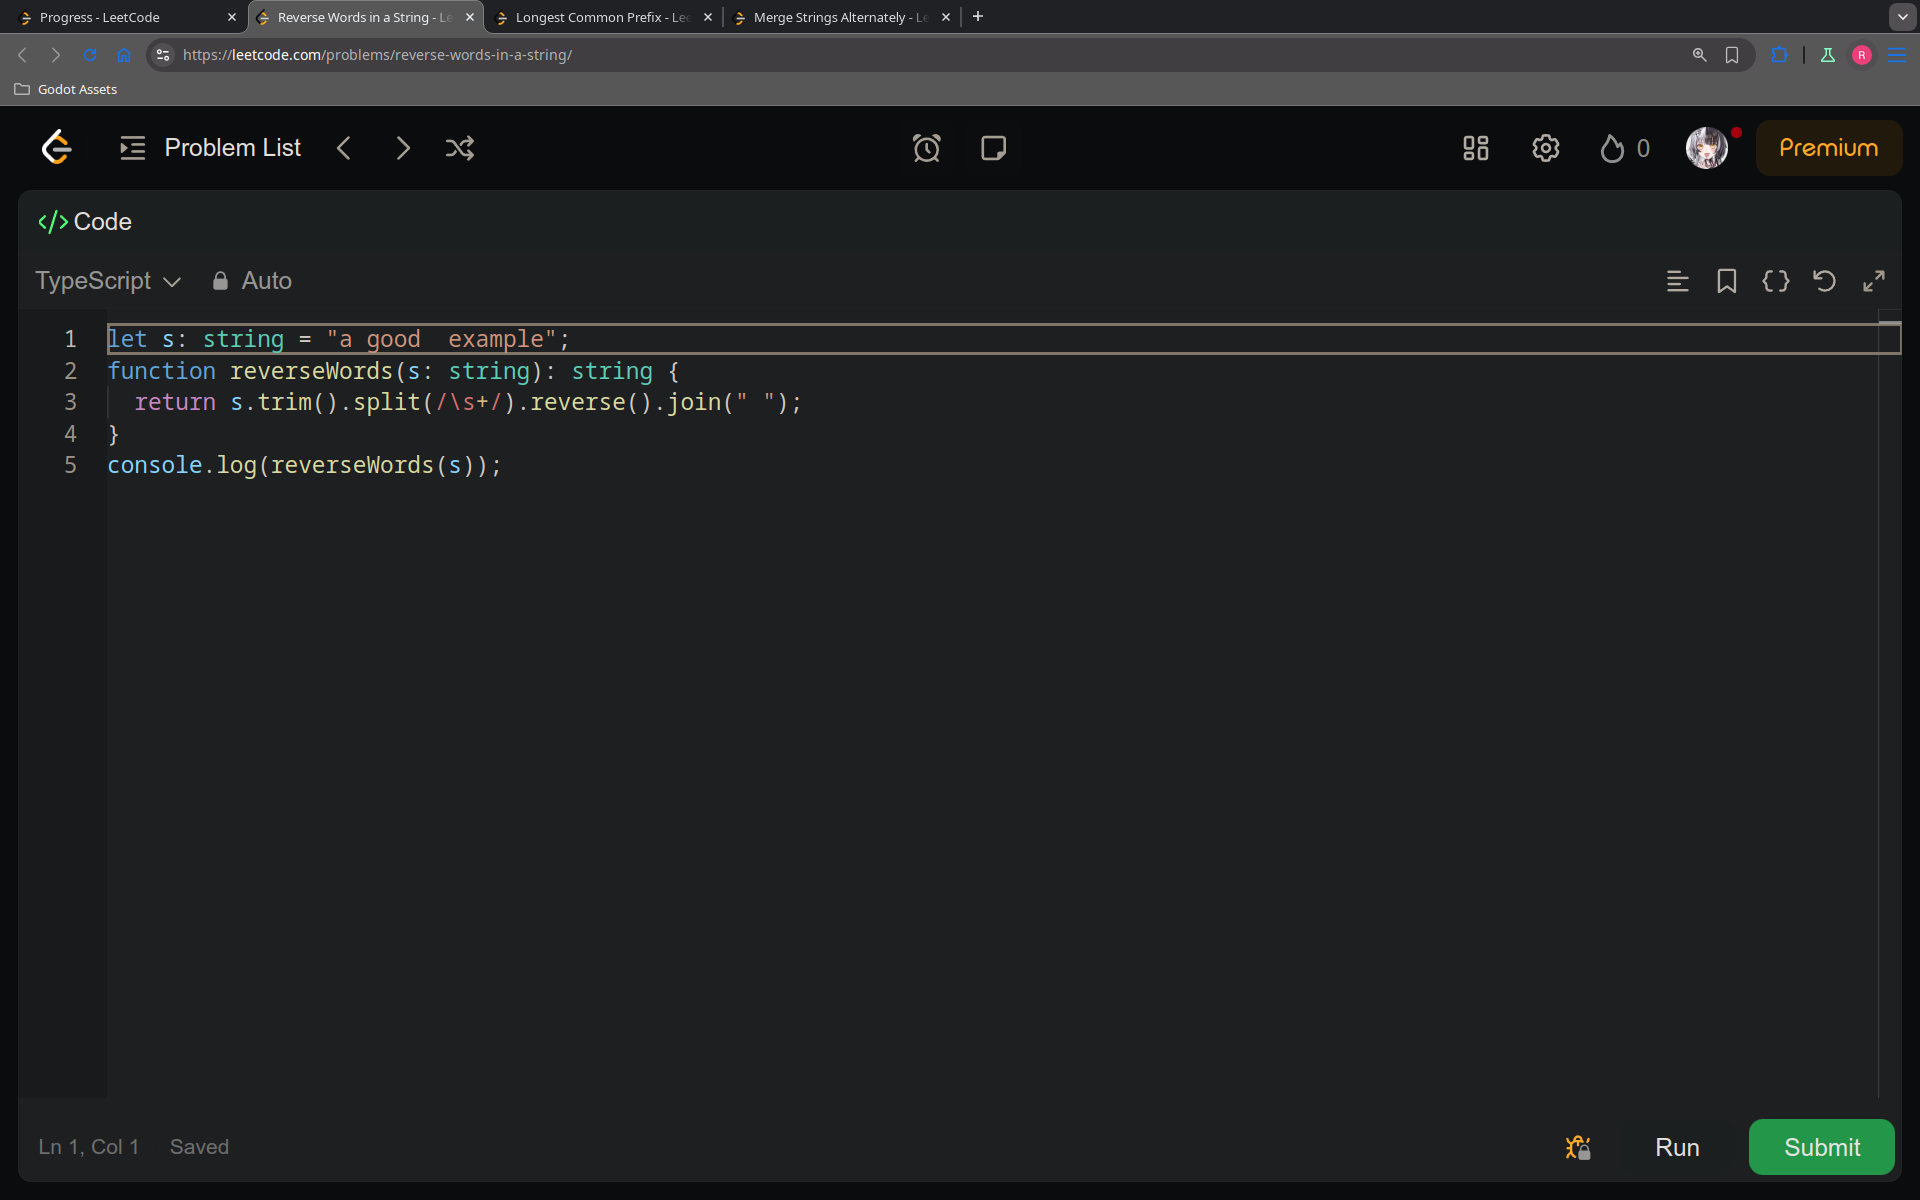 Progress - LeetCode
Reverse Words in a String - Le
Longest Common Prefix - Lee
Merge Strings Alternately - Le
https://leetcode.com/problems/reverse-words-in-a-string/
R
Godot Assets
Problem List
0
Premium
</> Code
TypeScript
Auto
1 let s: string = "a good  example";
2 function reverseWords(s: string): string {
3   return s.trim().split(/\s+/).reverse().join(" ");
4 }
5 console.log(reverseWords(s));
Ln 1, Col 1
Saved
Run
Submit